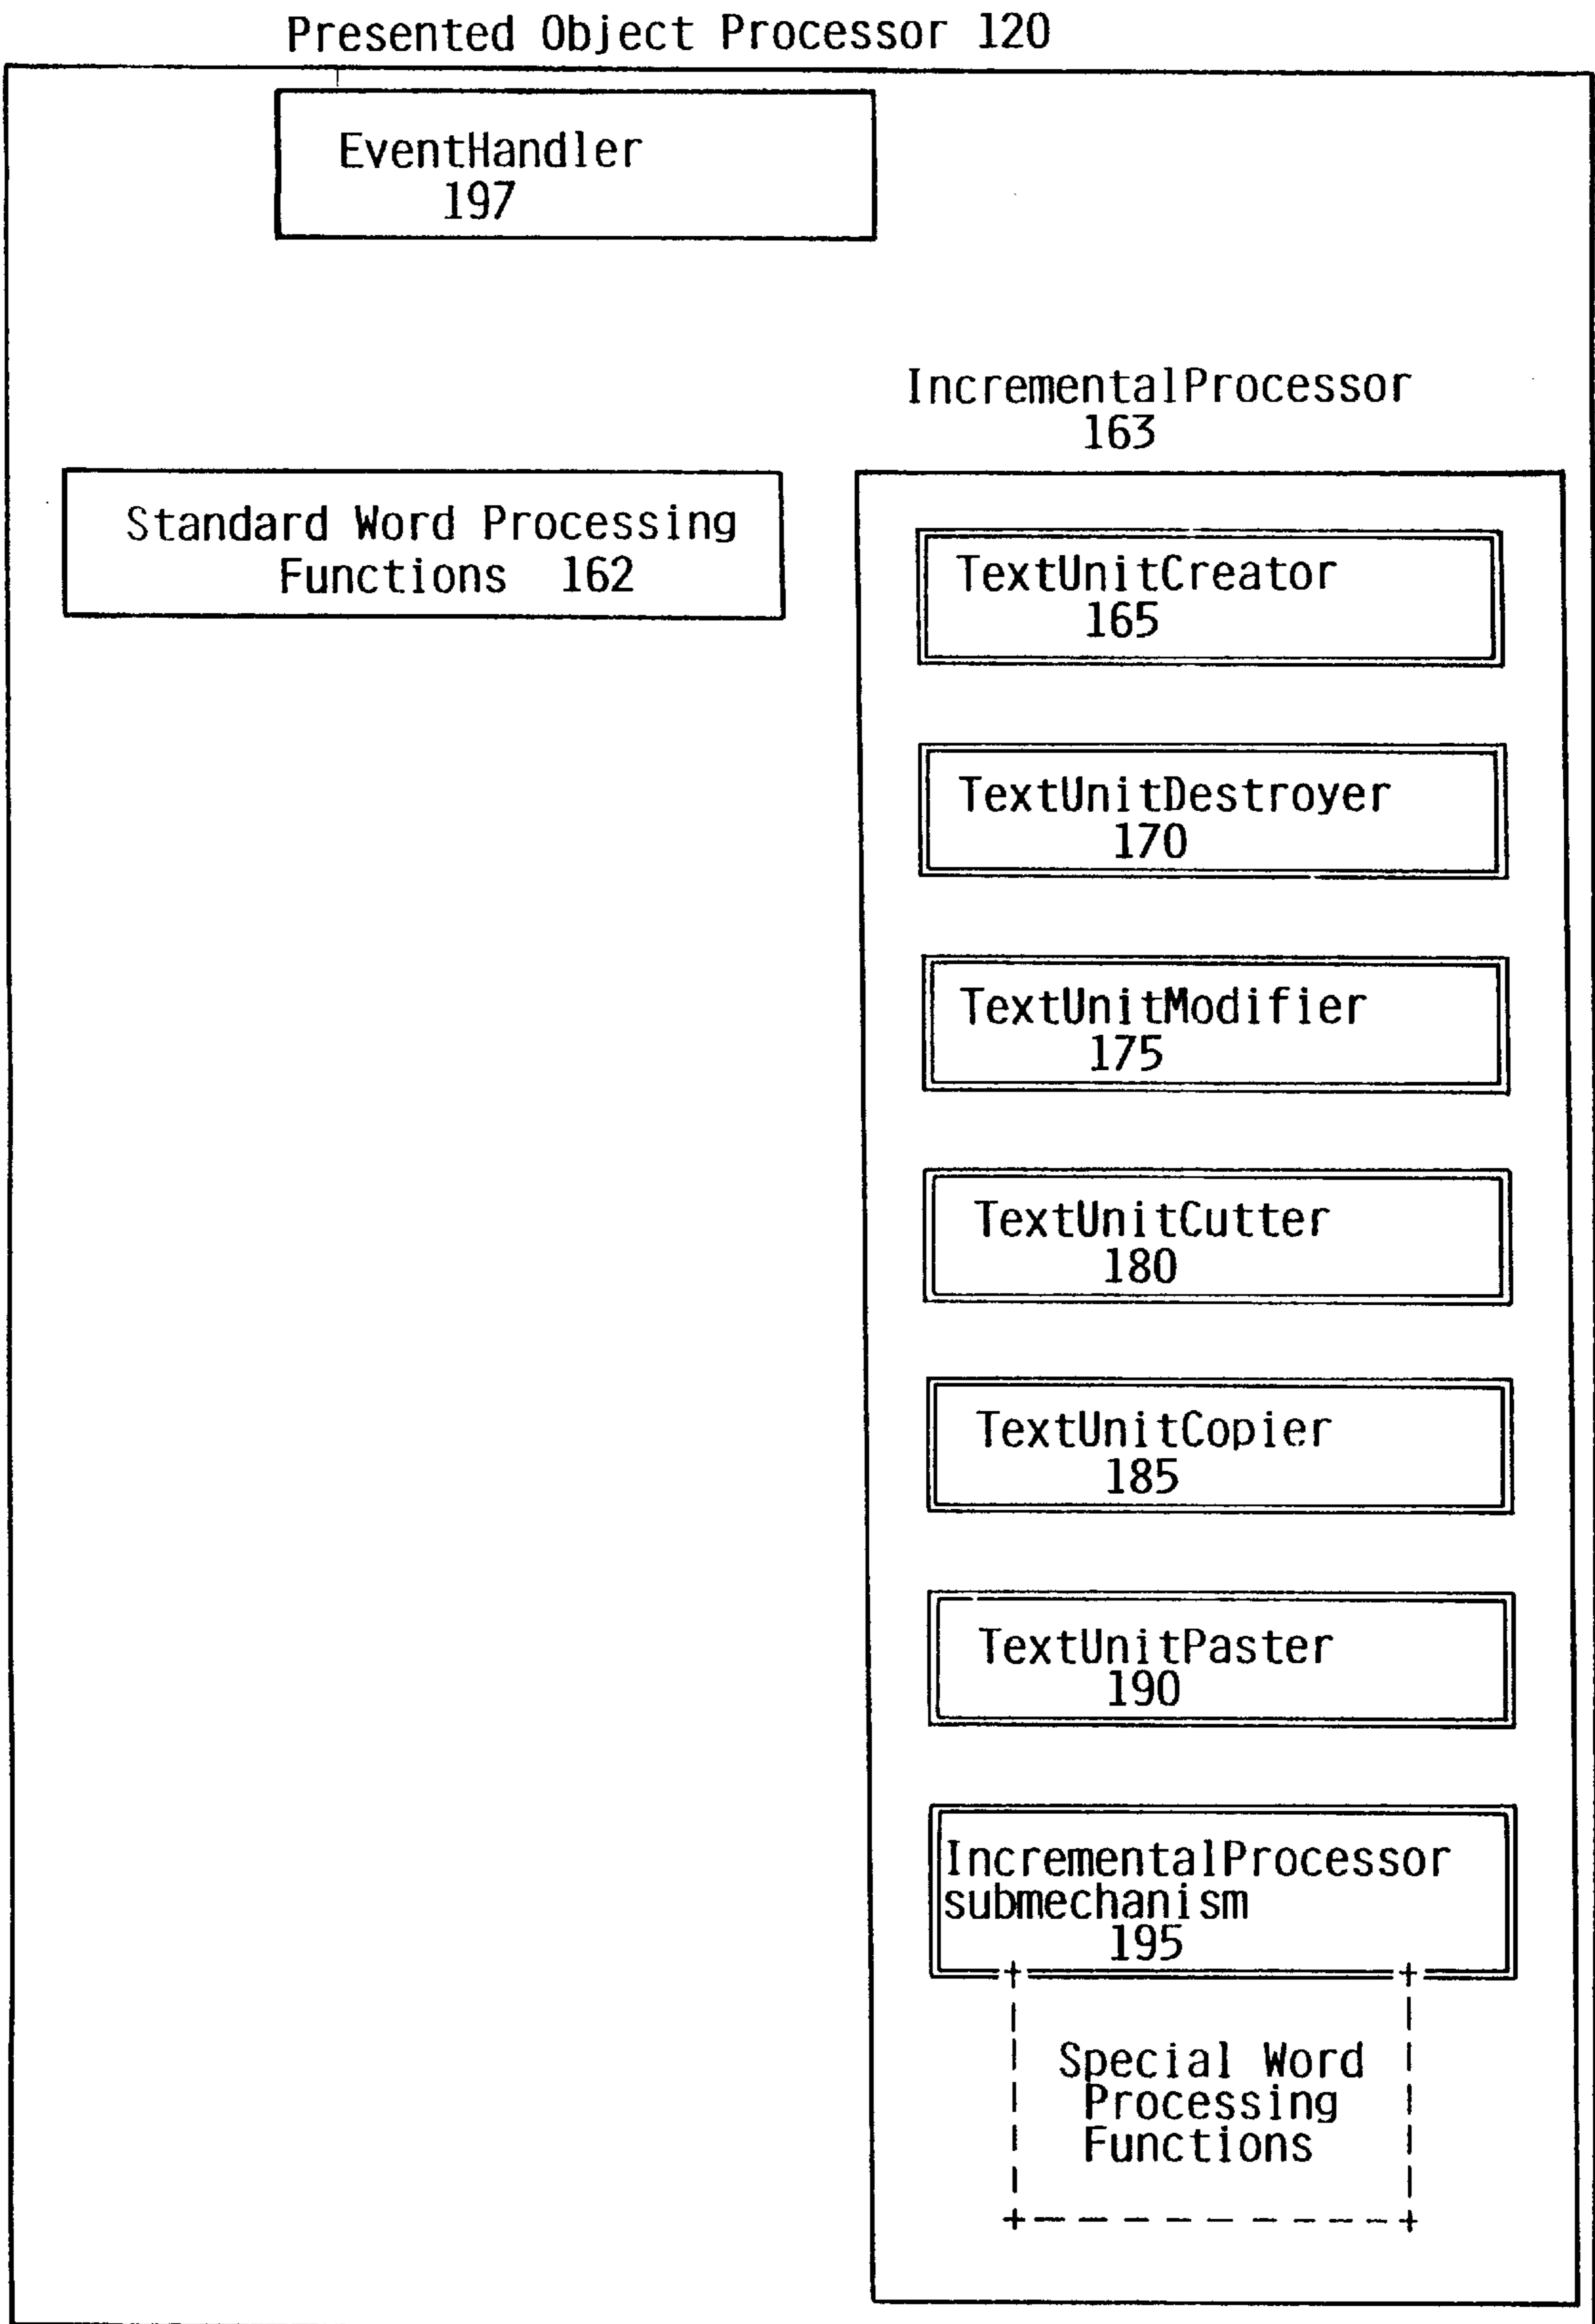 Presented Object Processor 120
EventHandler
197
IncrementalProcessor
163
Standard Word Processing
Functions 162
TextUnitCreator
165
TextUnitDestroyer
170
TextUnitModifier
175
TextUnitCutter
180
TextUnitCopier
185
TextUnitPaster
190
IncrementalProcessor
submechanism
195
Special Word
Processing
Functions